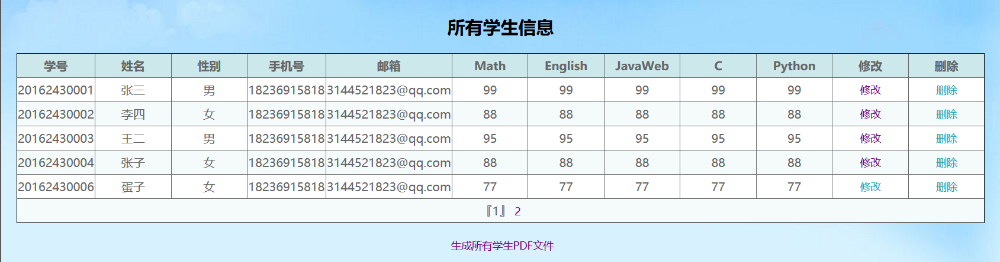 所有学生信息
学号 姓名 性别 手机号 邮箱 Math English JavaWeb C Python 修改 删除
20162430001 张三 男 18236915818 3144521823@qq.com 99 99 99 99 99 修改 删除
20162430002 李四 女 18236915818 3144521823@qq.com 88 88 88 88 88 修改 删除
20162430003 王二 男 18236915818 3144521823@qq.com 95 95 95 95 95 修改 删除
20162430004 张子 女 18236915818 3144521823@qq.com 88 88 88 88 88 修改 删除
20162430006 蛋子 女 18236915818 3144521823@qq.com 77 77 77 77 77 修改 删除
『1』 2
生成所有学生PDF文件